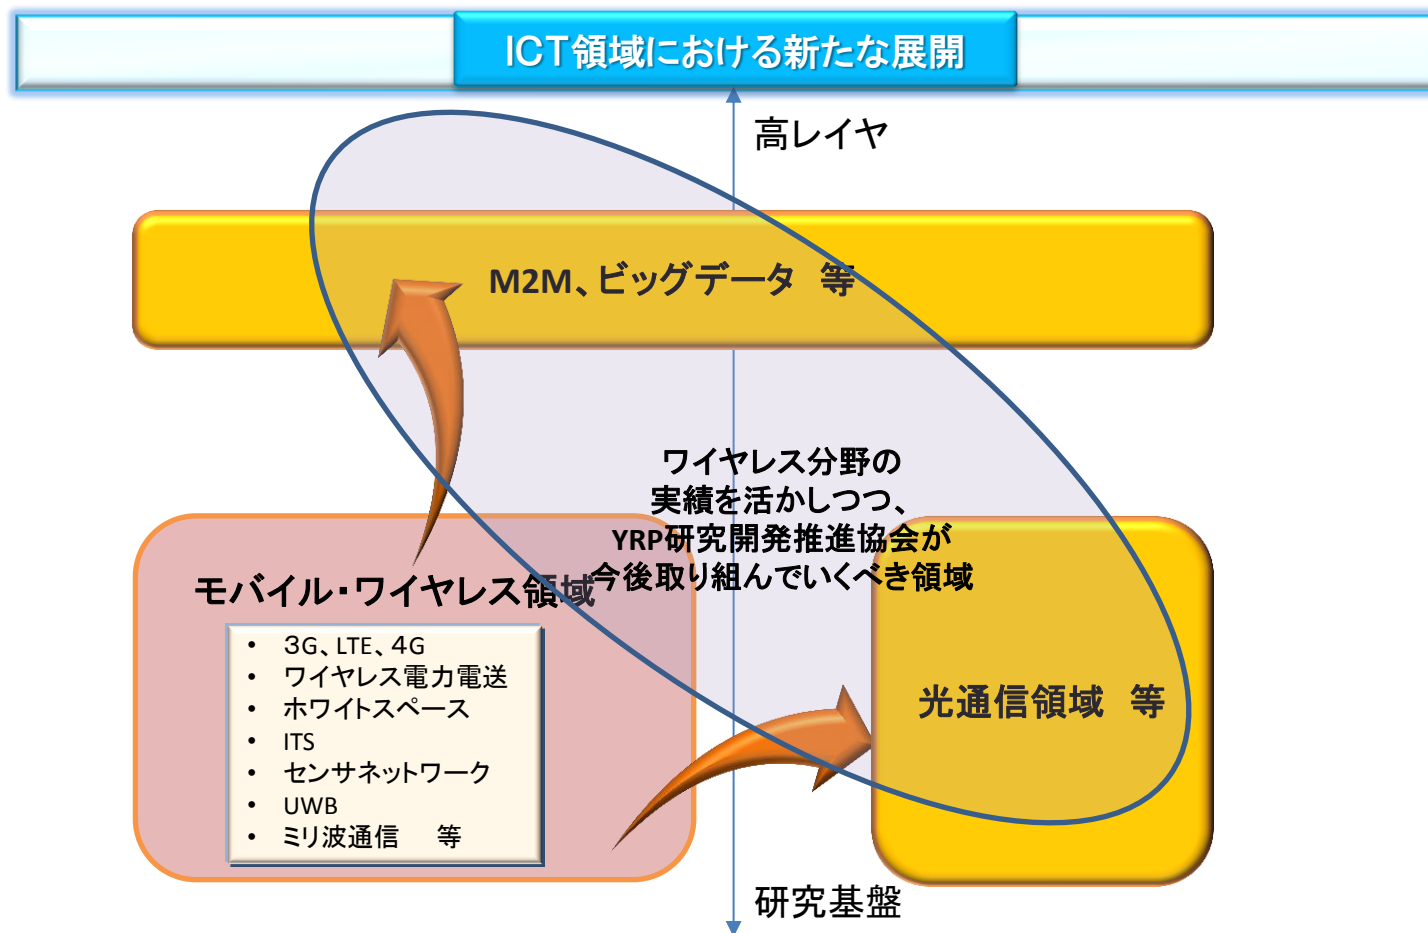 ICT領域における新たな展開
高レイヤ
M2M、ビッグデータ　等
ワイヤレス分野の
実績を活かしつつ、
YRP研究開発推進協会が
今後取り組んでいくべき領域
モバイル・ワイヤレス領域
• ３G、LTE、４G
• ワイヤレス電力電送
• ホワイトスペース
• ITS
• センサネットワーク
• UWB
• ミリ波通信　等
光通信領域　等
研究基盤